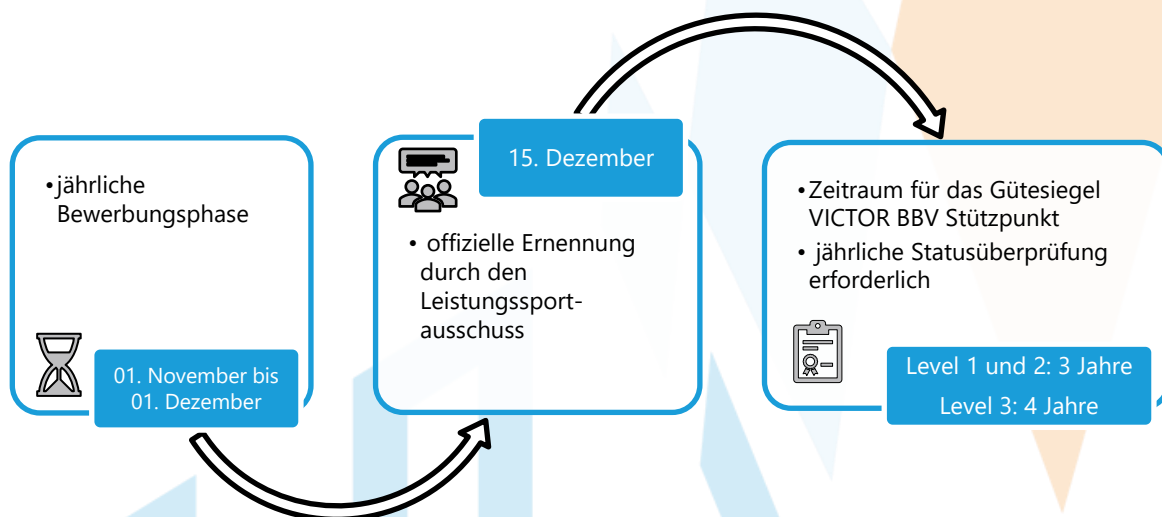 •jährliche
Bewerbungsphase
01. November bis
01. Dezember
15. Dezember
• offizielle Ernennung
durch den
Leistungssport-
ausschuss
•Zeitraum für das Gütesiegel
VICTOR BBV Stützpunkt
• jährliche Statusüberprüfung
erforderlich
Level 1 und 2: 3 Jahre
Level 3: 4 Jahre